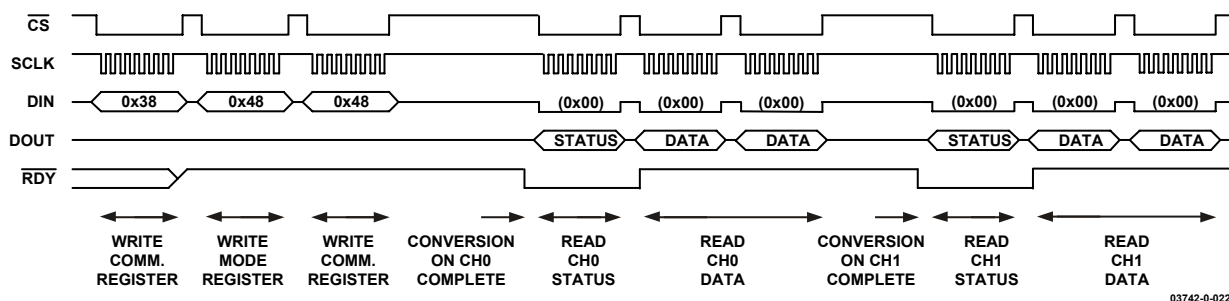 CS
SCLK
DIN 0x38 0x48 0x48 (0x00) (0x00) (0x00) (0x00) (0x00) (0x00)
DOUT STATUS DATA DATA STATUS DATA DATA
RDY
WRITE COMM. REGISTER
WRITE MODE REGISTER
WRITE COMM. REGISTER
CONVERSION ON CH0 COMPLETE
READ CH0 STATUS
READ CH0 DATA
CONVERSION ON CH1 COMPLETE
READ CH1 STATUS
READ CH1 DATA
03742-0-022